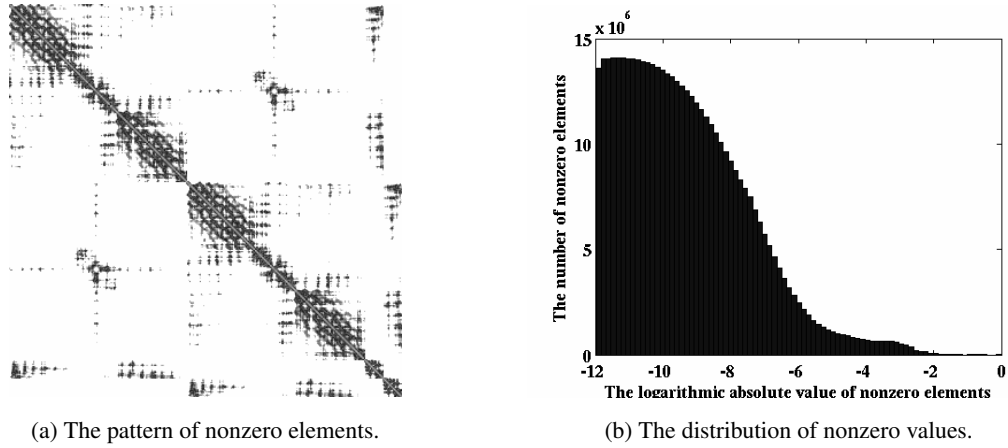 x 10^6
15
10
5
0
The number of nonzero elements
-12 -10 -8 -6 -4 -2 0
The logarithmic absolute value of nonzero elements
(a) The pattern of nonzero elements.
(b) The distribution of nonzero values.